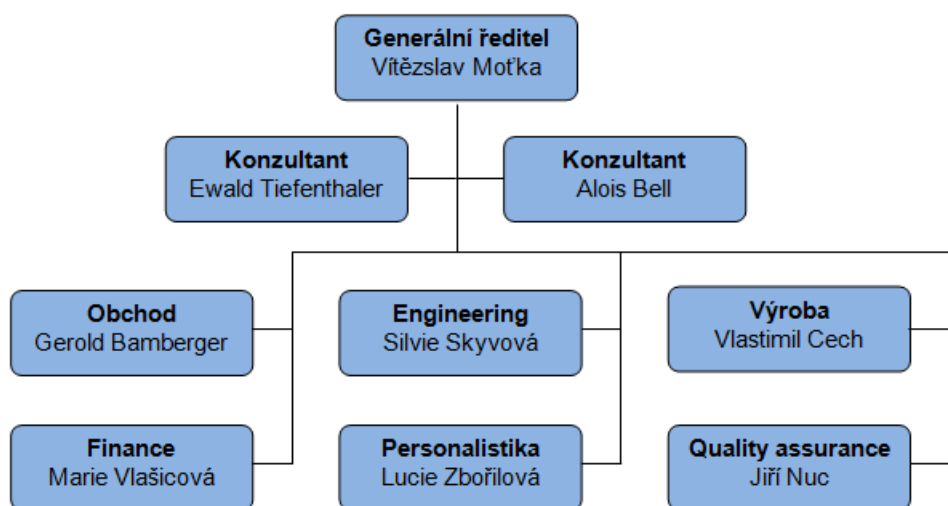 Generální ředitel
Vítězslav Moťka
Konzultant
Ewald Tiefenthaler
Konzultant
Alois Bell
Obchod
Gerold Bamberger
Engineering
Silvie Skyvová
Výroba
Vlastimil Cech
Finance
Marie Vlašicová
Personalistika
Lucie Zbořilová
Quality assurance
Jiří Nuc